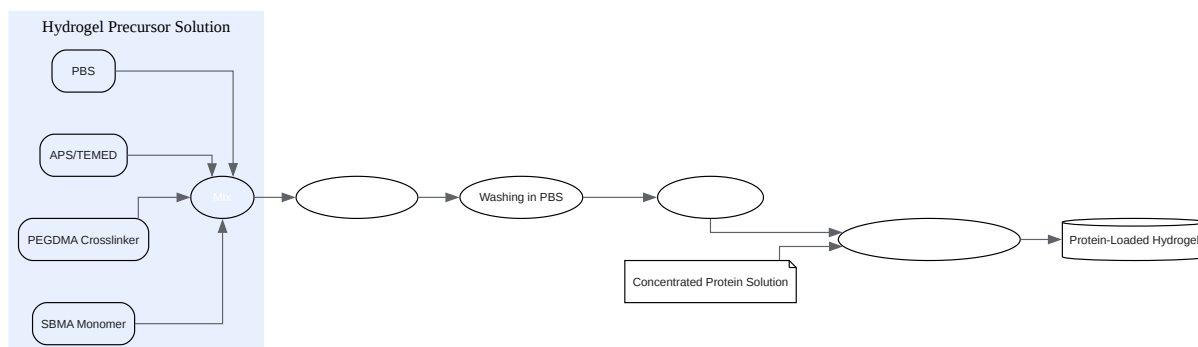 Hydrogel Precursor Solution
PBS
APS/TEMED
Mix
PEGDMA Crosslinker
SBMA Monomer
Washing in PBS
Concentrated Protein Solution
Protein-Loaded Hydrogel